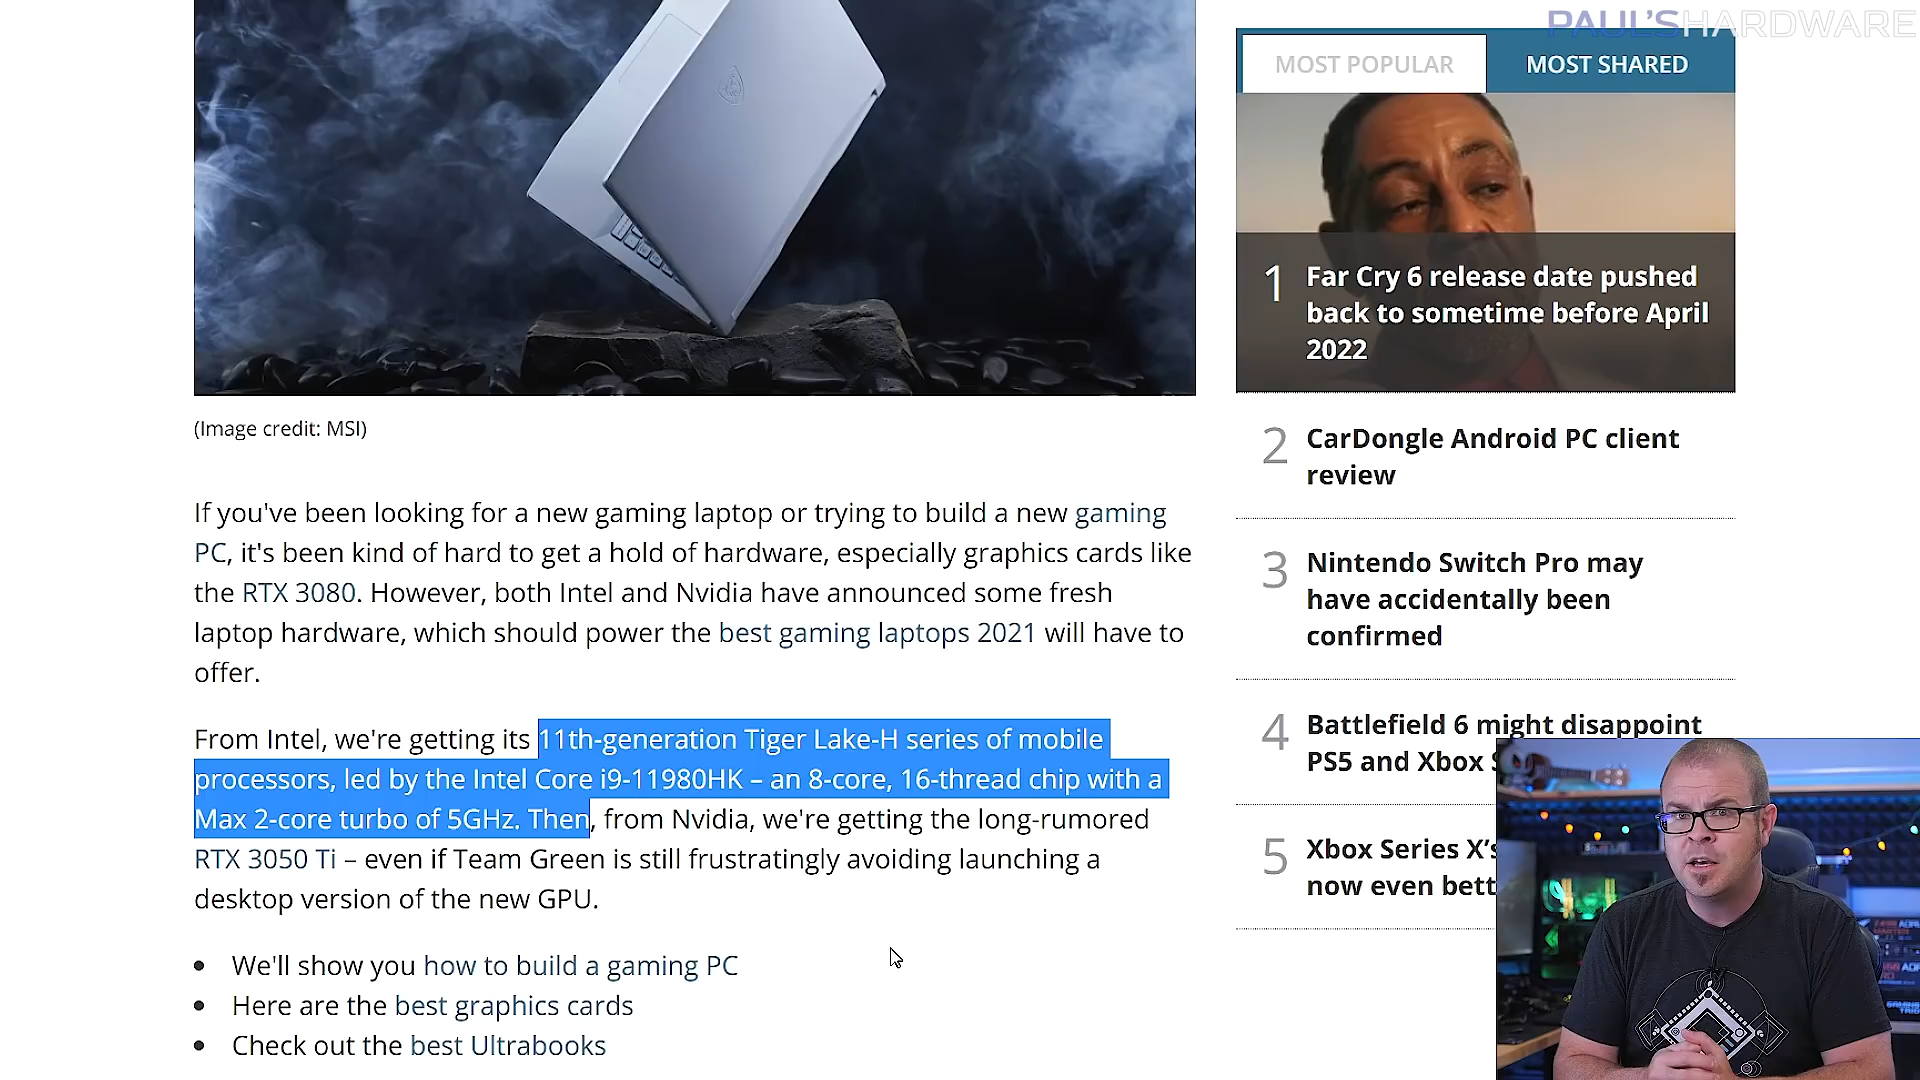 PAUL'SHARDWARE
MOST POPULAR
MOST SHARED
1
Far Cry 6 release date pushed
back to sometime before April
2022
(Image credit: MSI)
2
CarDongle Android PC client
review
If you've been looking for a new gaming laptop or trying to build a new gaming
PC, it's been kind of hard to get a hold of hardware, especially graphics cards like
the RTX 3080. However, both Intel and Nvidia have announced some fresh
laptop hardware, which should power the best gaming laptops 2021 will have to
offer.
3
Nintendo Switch Pro may
have accidentally been
confirmed
From Intel, we're getting its 11th-generation Tiger Lake-H series of mobile
processors, led by the Intel Core i9-11980HK – an 8-core, 16-thread chip with a
Max 2-core turbo of 5GHz. Then, from Nvidia, we're getting the long-rumored
RTX 3050 Ti – even if Team Green is still frustratingly avoiding launching a
desktop version of the new GPU.
4
Battlefield 6 might disappoint
PS5 and Xbox
5
Xbox Series X's
now even
• We'll show you how to build a gaming PC
• Here are the best graphics cards
• Check out the best Ultrabooks